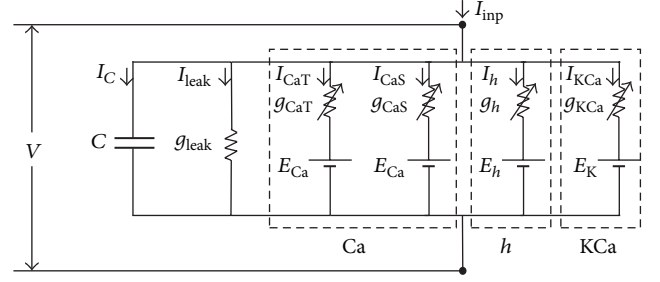 I_inp
I_C I_leak I_CaT I_CaS I_h I_KCa
g_CaT g_CaS g_h g_KCa
V C g_leak
E_Ca E_Ca E_h E_K
Ca h KCa